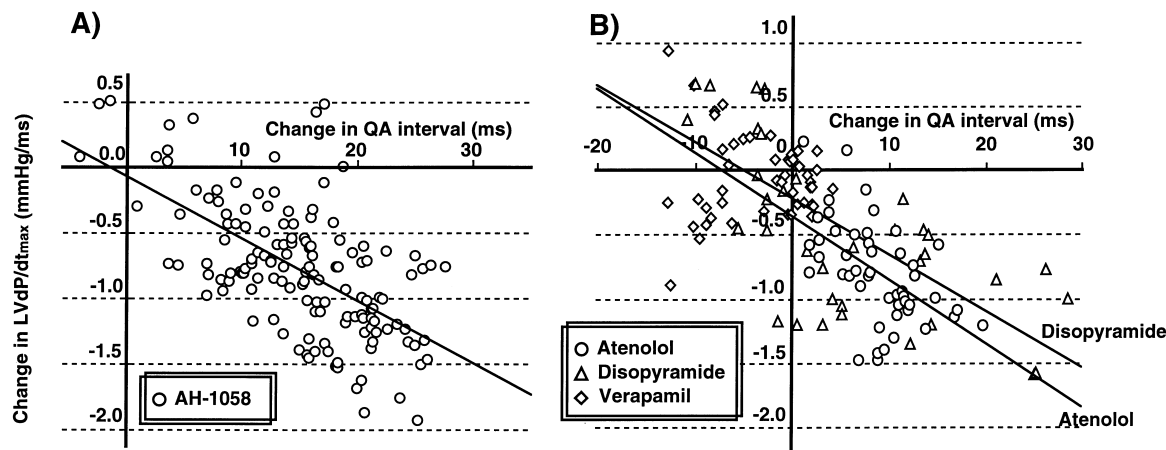 A)
0.5
Change in QA interval (ms)
0.0
10
20
30
-0.5
-1.0
-1.5
-2.0
Change in LVdP/dtmax (mmHg/ms)
AH-1058
B)
1.0
0.5
Change in QA interval (ms)
-20
-10
0
10
20
30
-0.5
-1.0
-1.5
-2.0
Disopyramide
Atenolol
Atenolol
Disopyramide
Verapamil